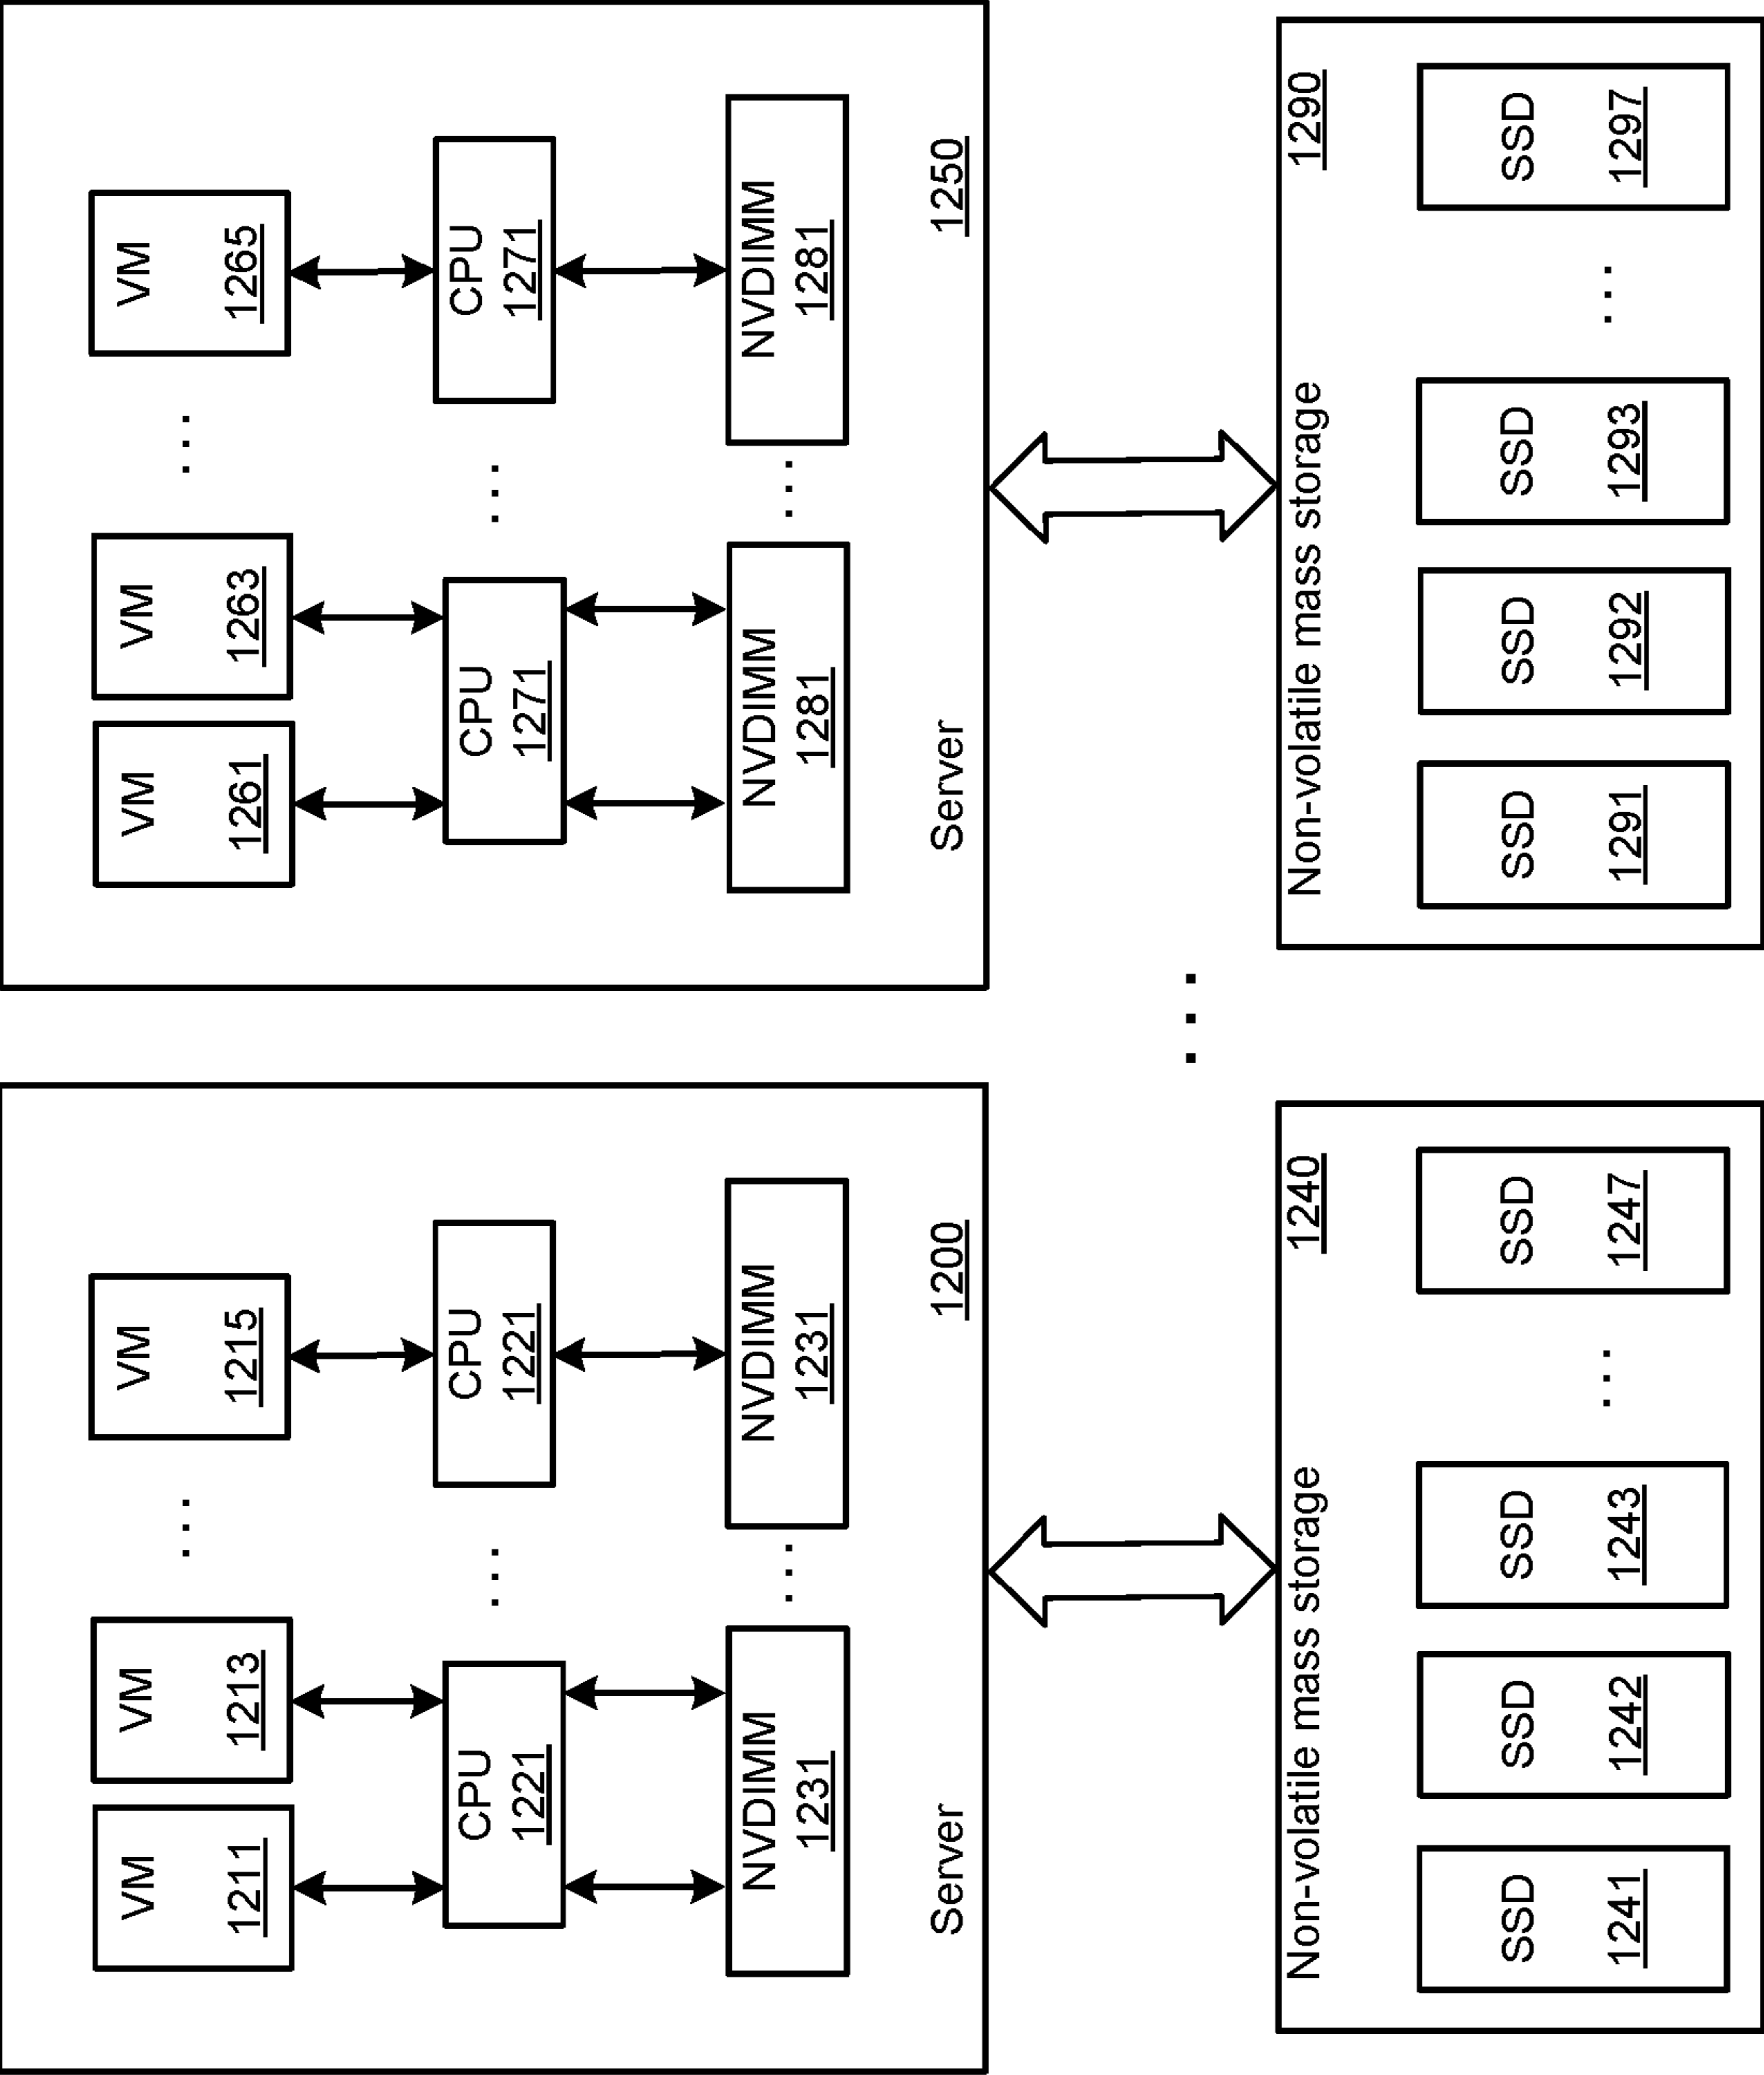 VM
1211
VM
1213
. . .
VM
1215
CPU
1221
. . .
CPU
1221
NVDIMM
1231
. . .
NVDIMM
1231
Server
1200
Non-volatile mass storage
1240
SSD
1241
SSD
1242
SSD
1243
. . .
SSD
1247
. . .
VM
1261
VM
1263
. . .
VM
1265
CPU
1271
. . .
CPU
1271
NVDIMM
1281
. . .
NVDIMM
1281
Server
1250
Non-volatile mass storage
1290
SSD
1291
SSD
1292
SSD
1293
. . .
SSD
1297